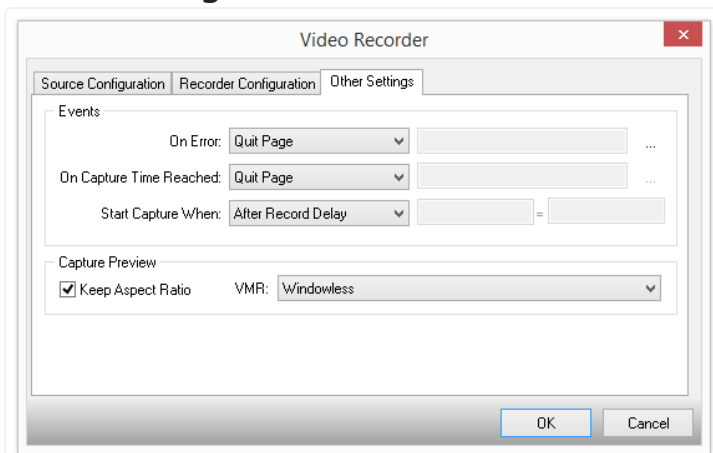 Video Recorder
Source Configuration Recorder Configuration Other Settings
Events
On Error: Quit Page ...
On Capture Time Reached: Quit Page ...
Start Capture When: After Record Delay =
Capture Preview
Keep Aspect Ratio VMR: Windowless
OK Cancel